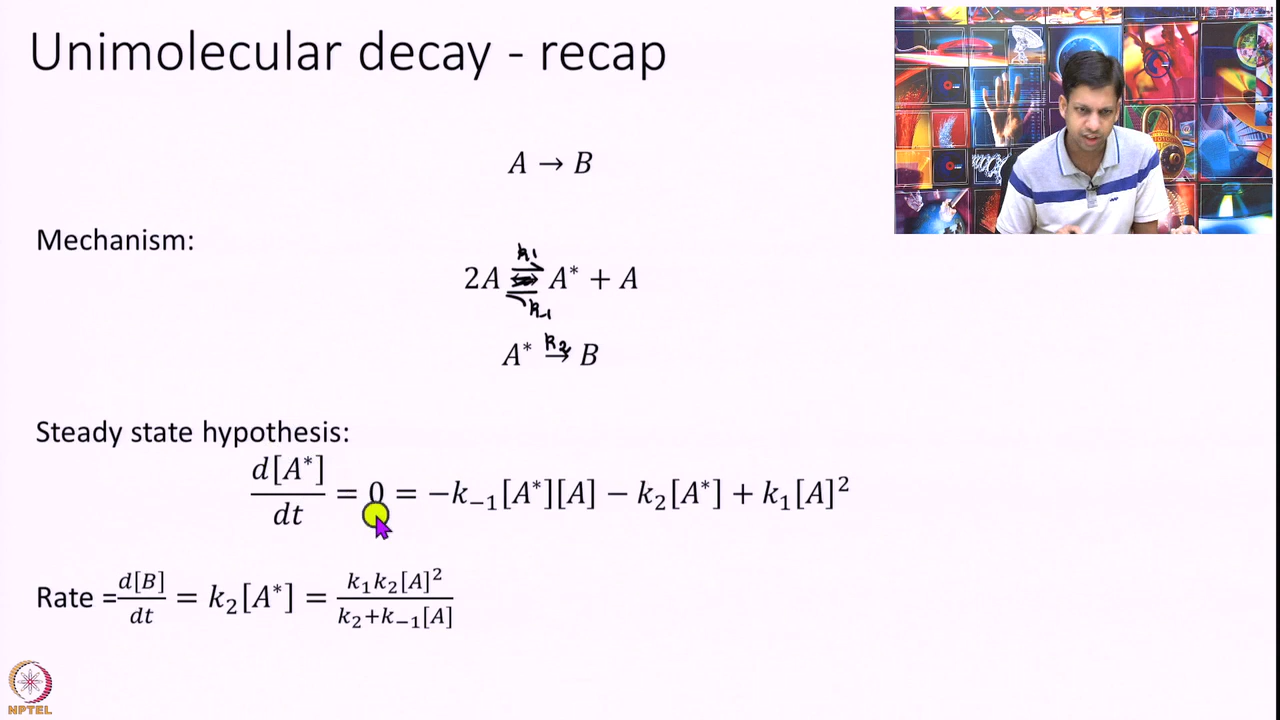 Unimolecular decay - recap
A → B
Mechanism:
k₁
2A ⇌ A* + A
k₋₁
k₂
A* → B
Steady state hypothesis:
d[A*]/dt = 0 = −k₋₁[A*][A] − k₂[A*] + k₁[A]²
Rate =d[B]/dt = k₂[A*] = k₁k₂[A]²/k₂+k₋₁[A]
NPTEL